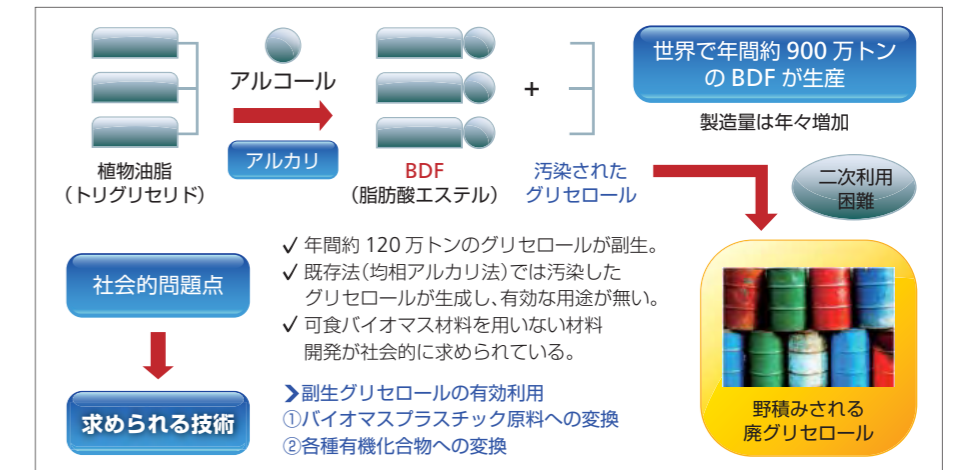 アルコール
アルカリ
植物油脂
（トリグリセリド）
BDF
（脂肪酸エステル）
+
汚染された
グリセロール
世界で年間約 900 万トン
の BDF が生産
製造量は年々増加
二次利用
困難
野積みされる
廃グリセロール
社会的問題点
✓ 年間約 120 万トンのグリセロールが副生。
✓ 既存法（均相アルカリ法）では汚染した
グリセロールが生成し、有効な用途が無い。
✓ 可食バイオマス材料を用いない材料
開発が社会的に求められている。
求められる技術
❯副生グリセロールの有効利用
①バイオマスプラスチック原料への変換
②各種有機化合物への変換